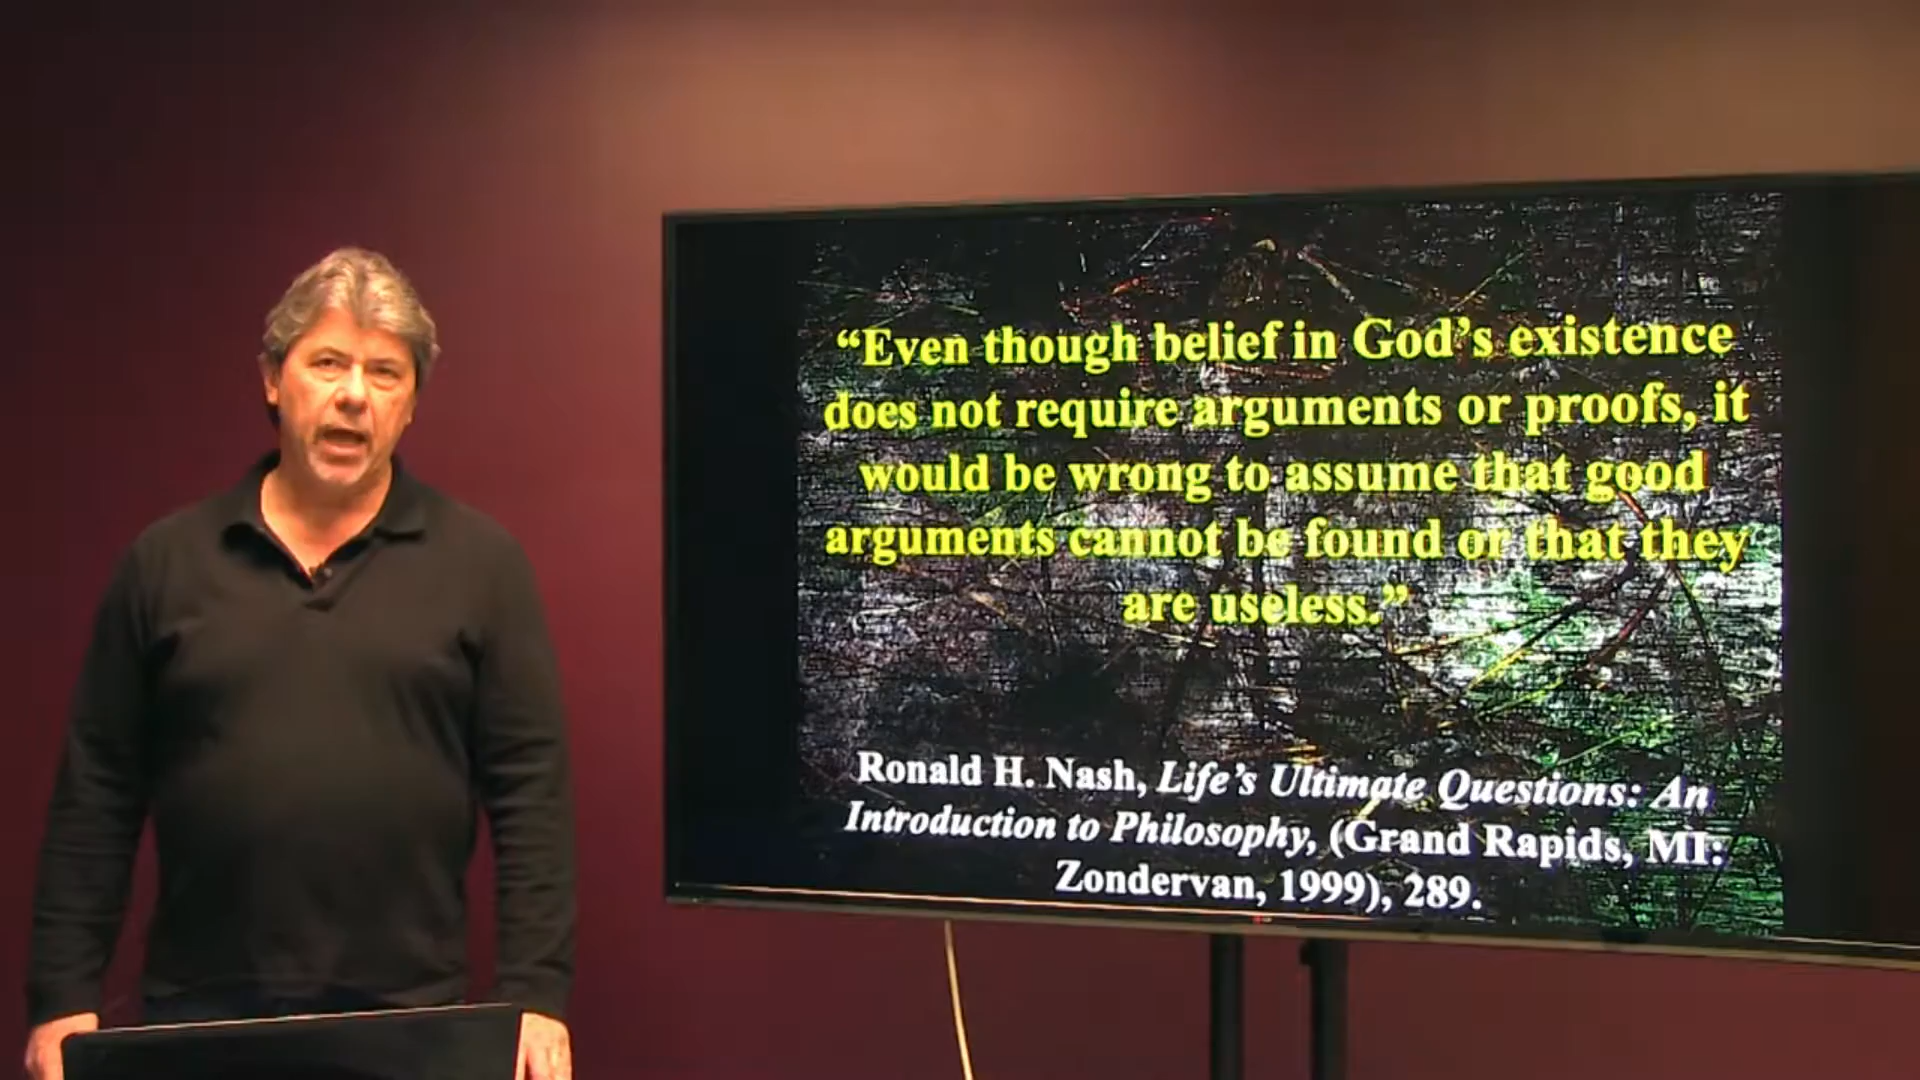 “Even though belief in God’s existence
does not require arguments or proofs, it
would be wrong to assume that good
arguments cannot be found or that they
are useless.”
Ronald H. Nash, Life’s Ultimate Questions: An
Introduction to Philosophy, (Grand Rapids, MI:
Zondervan, 1999), 289.